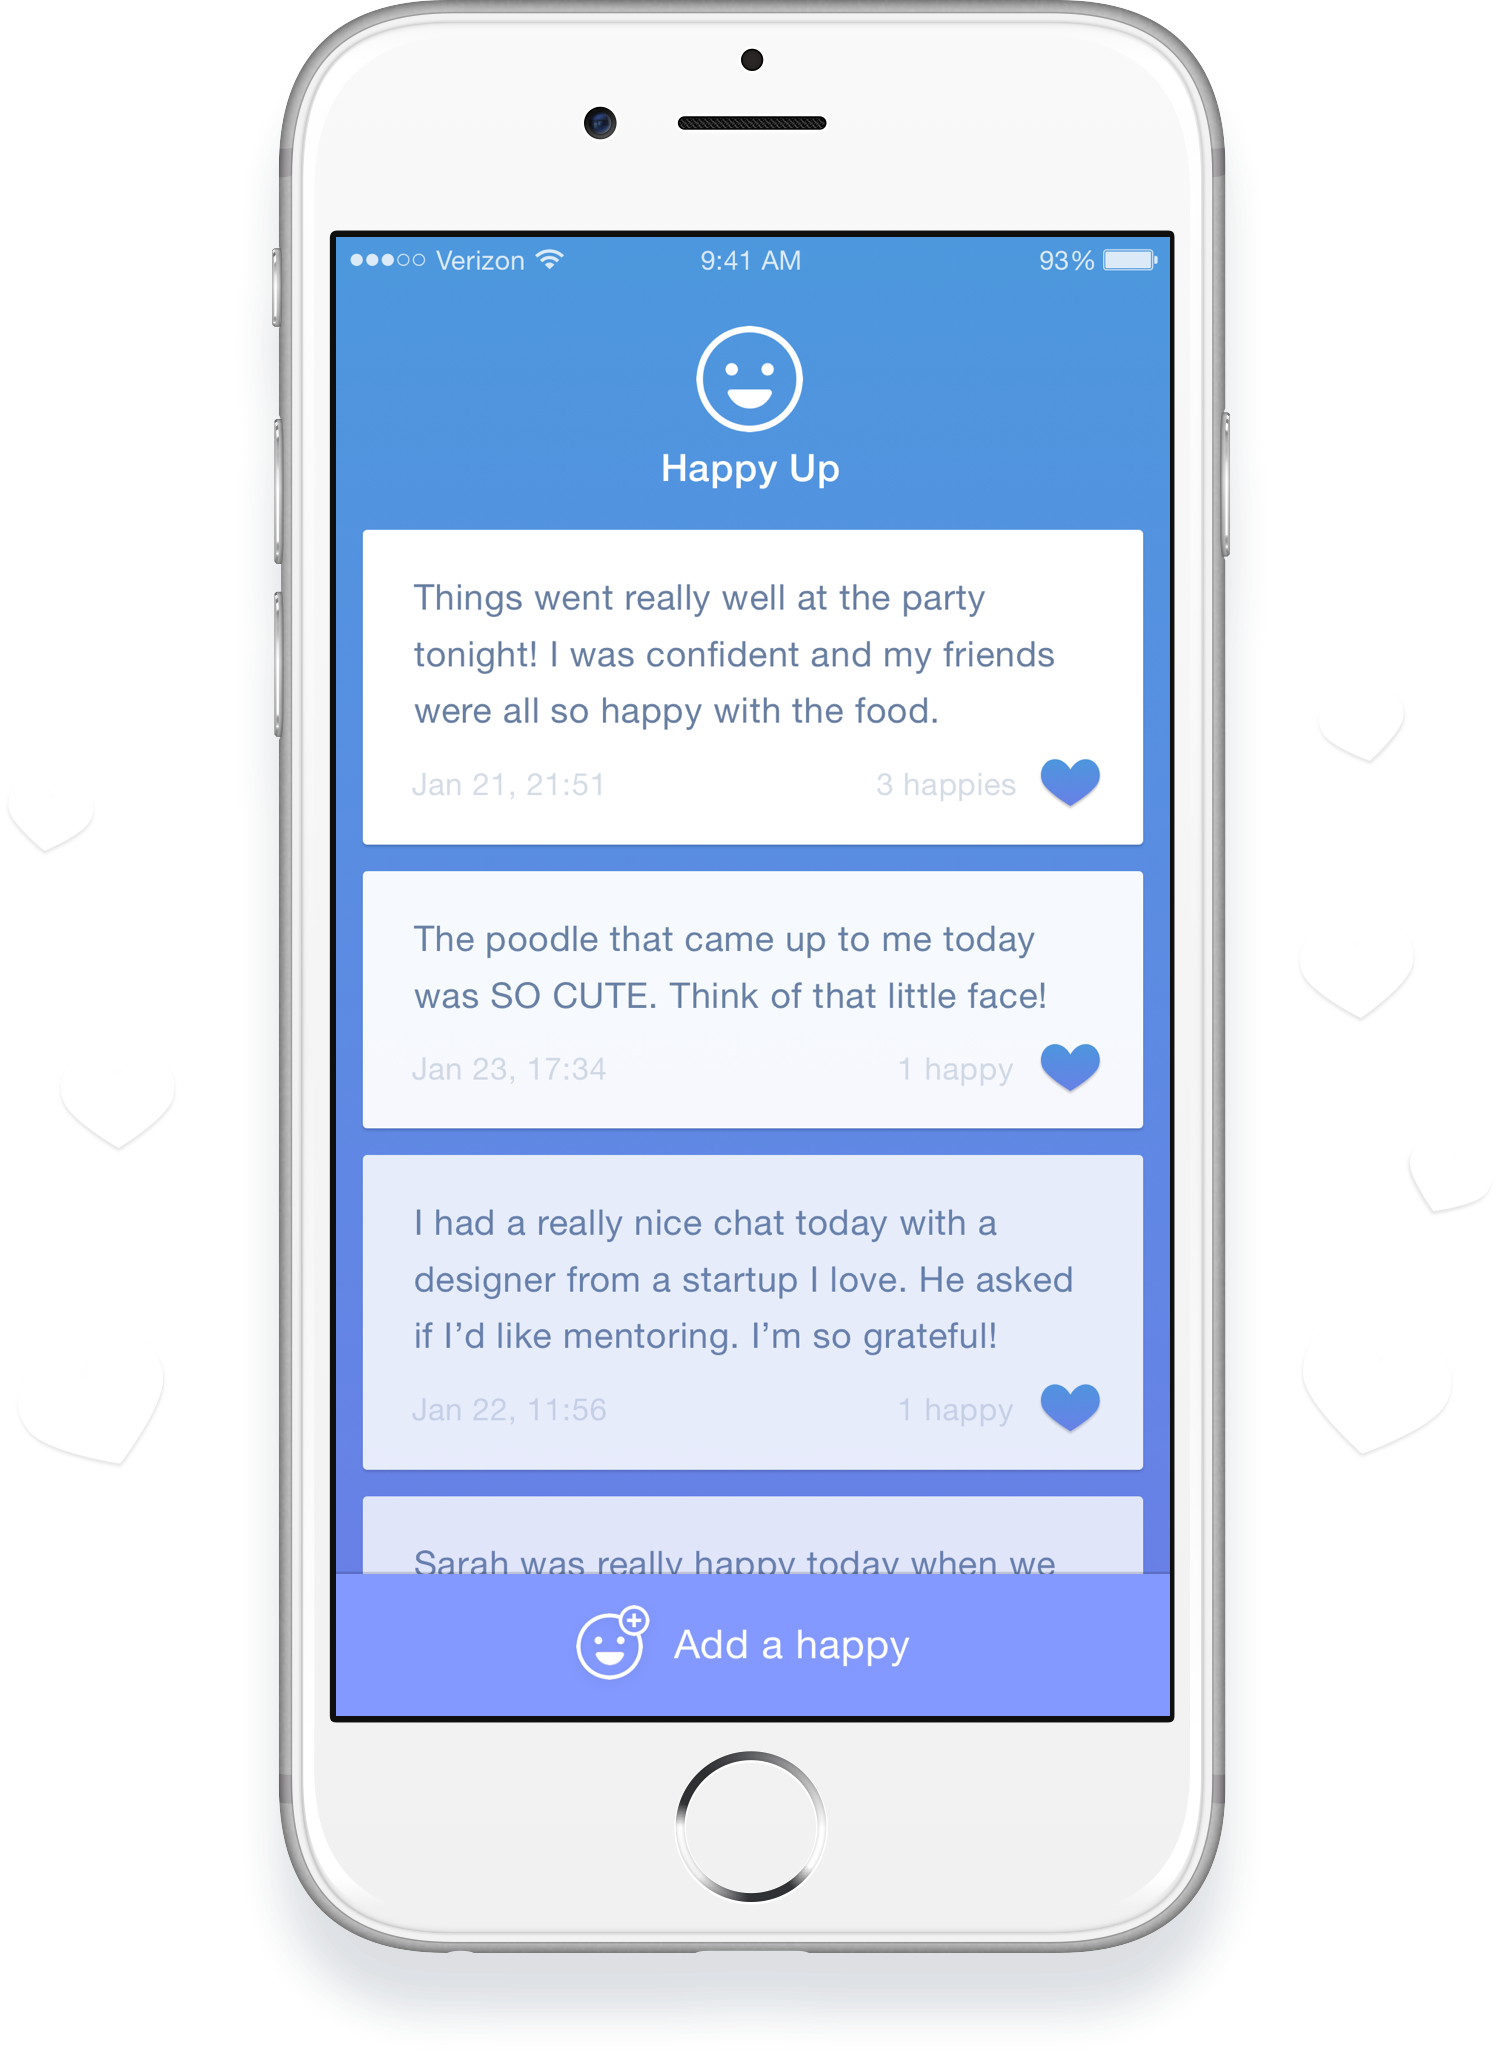 Verizon 9:41 AM 93%
Happy Up
Things went really well at the party
tonight! I was confident and my friends
were all so happy with the food.
Jan 21, 21:51 3 happies
The poodle that came up to me today
was SO CUTE. Think of that little face!
Jan 23, 17:34 1 happy
I had a really nice chat today with a
designer from a startup I love. He asked
if I’d like mentoring. I’m so grateful!
Jan 22, 11:56 1 happy
Sarah was really happy today when we
Add a happy